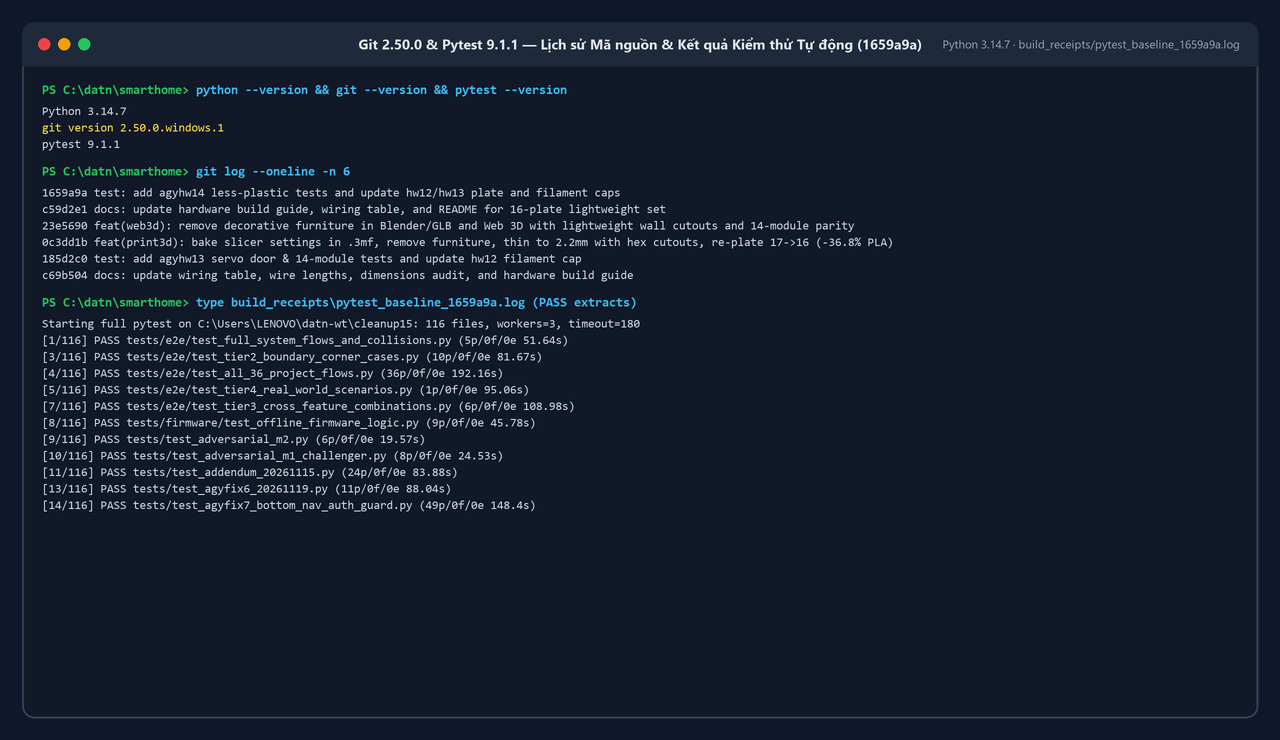 Git 2.50.0 & Pytest 9.1.1 — Lịch sử Mã nguồn & Kết quả Kiểm thử Tự động (1659a9a)
Python 3.14.7 · build_receipts/pytest_baseline_1659a9a.log
PS C:\datn\smarthome> python --version && git --version && pytest --version
Python 3.14.7
git version 2.50.0.windows.1
pytest 9.1.1
PS C:\datn\smarthome> git log --oneline -n 6
1659a9a test: add agyhw14 less-plastic tests and update hw12/hw13 plate and filament caps
c59d2e1 docs: update hardware build guide, wiring table, and README for 16-plate lightweight set
23e5690 feat(web3d): remove decorative furniture in Blender/GLB and Web 3D with lightweight wall cutouts and 14-module parity
0c3dd1b feat(print3d): bake slicer settings in .3mf, remove furniture, thin to 2.2mm with hex cutouts, re-plate 17->16 (-36.8% PLA)
185d2c0 test: add agyhw13 servo door & 14-module tests and update hw12 filament cap
c69b504 docs: update wiring table, wire lengths, dimensions audit, and hardware build guide
PS C:\datn\smarthome> type build_receipts\pytest_baseline_1659a9a.log (PASS extracts)
Starting full pytest on C:\Users\LENOVO\datn-wt\cleanup15: 116 files, workers=3, timeout=180
[1/116] PASS tests/e2e/test_full_system_flows_and_collisions.py (5p/0f/0e 51.64s)
[3/116] PASS tests/e2e/test_tier2_boundary_corner_cases.py (10p/0f/0e 81.67s)
[4/116] PASS tests/e2e/test_all_36_project_flows.py (36p/0f/0e 192.16s)
[5/116] PASS tests/e2e/test_tier4_real_world_scenarios.py (1p/0f/0e 95.06s)
[7/116] PASS tests/e2e/test_tier3_cross_feature_combinations.py (6p/0f/0e 108.98s)
[8/116] PASS tests/firmware/test_offline_firmware_logic.py (9p/0f/0e 45.78s)
[9/116] PASS tests/test_adversarial_m2.py (6p/0f/0e 19.57s)
[10/116] PASS tests/test_adversarial_m1_challenger.py (8p/0f/0e 24.53s)
[11/116] PASS tests/test_addendum_20261115.py (24p/0f/0e 83.88s)
[13/116] PASS tests/test_agyfix6_20261119.py (11p/0f/0e 88.04s)
[14/116] PASS tests/test_agyfix7_bottom_nav_auth_guard.py (49p/0f/0e 148.4s)